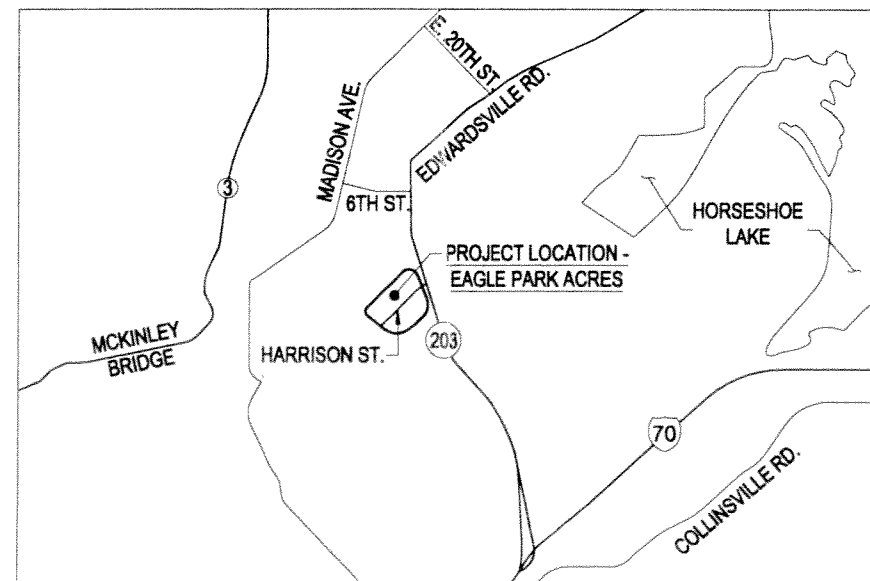 E. 20TH ST.
EDWARDSVILLE RD.
MADISON AVE.
3
6TH ST.
HORSESHOE
LAKE
PROJECT LOCATION -
EAGLE PARK ACRES
MCKINLEY
BRIDGE
HARRISON ST.
203
70
COLLINSVILLE RD.